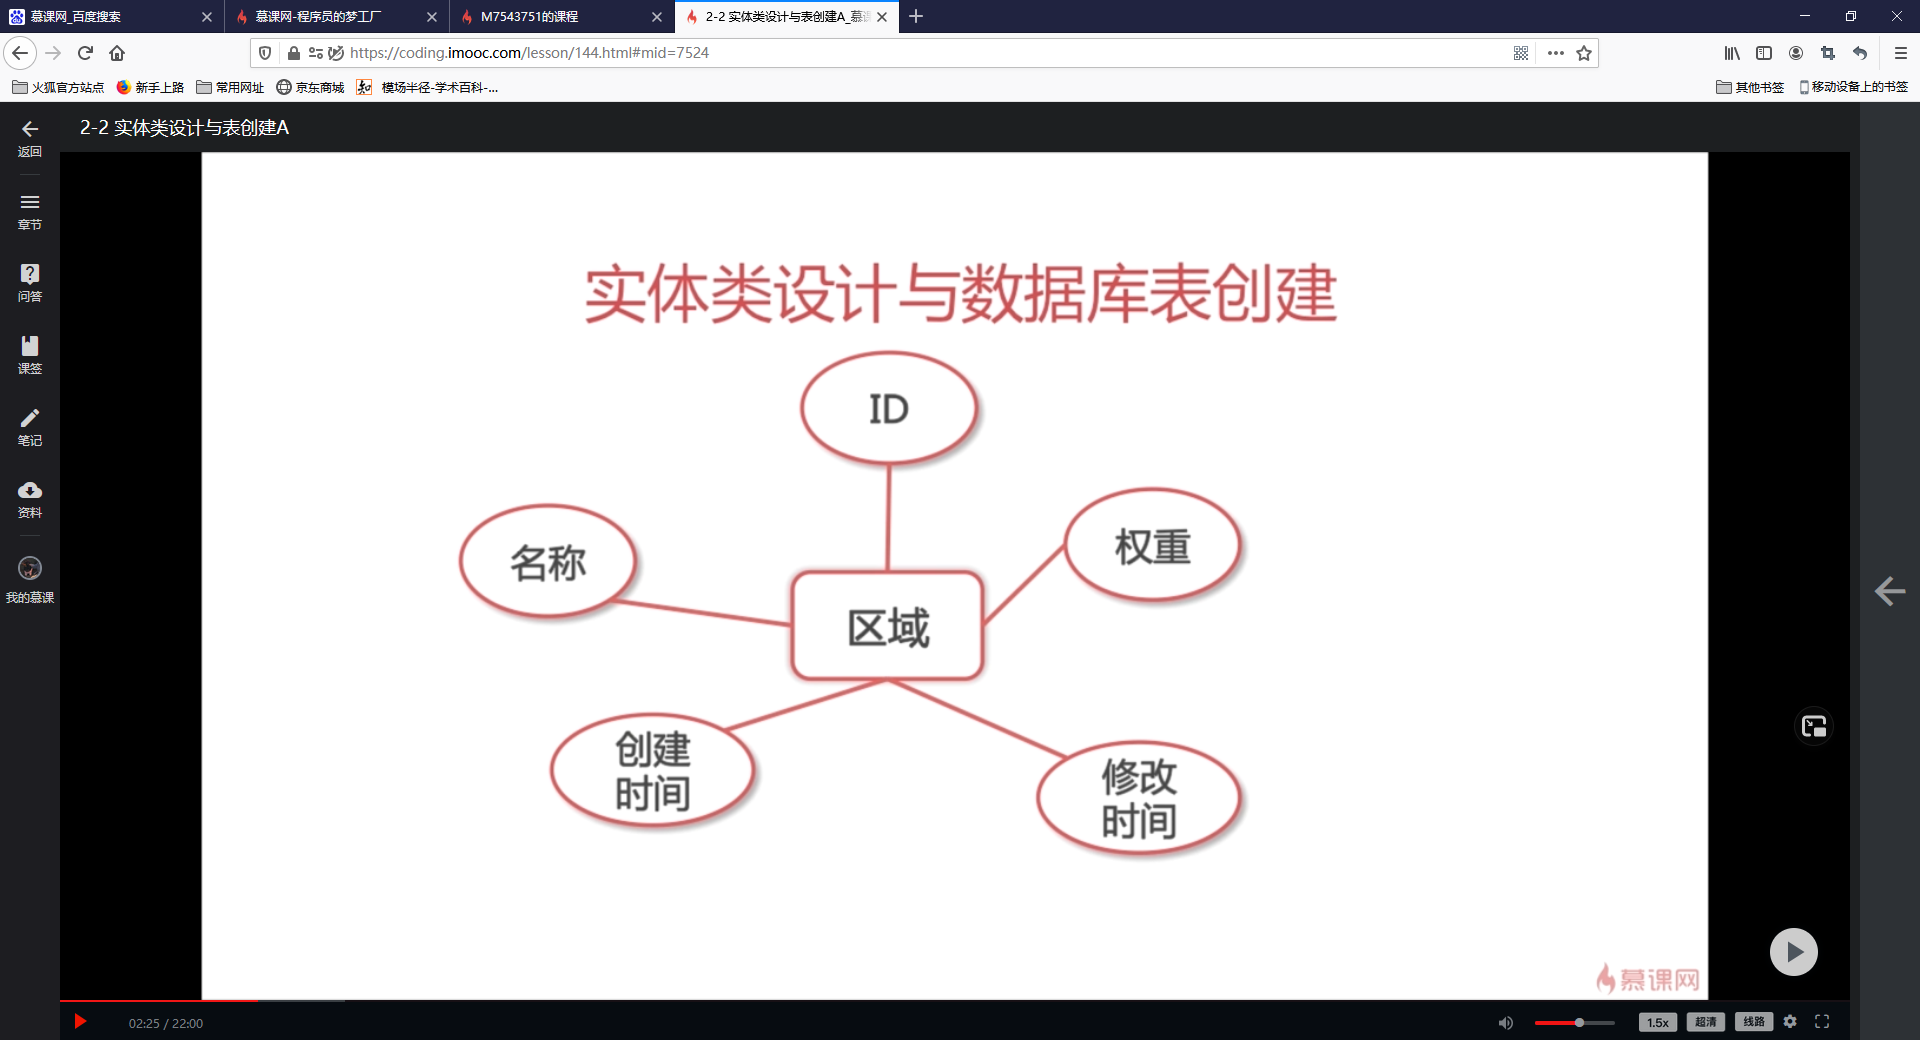 慕课网_百度搜索
慕课网-程序员的梦工厂
M7543751的课程
2-2 实体类设计与表创建A_慕
https://coding.imooc.com/lesson/144.html#mid=7524
火狐官方站点
新手上路
常用网址
京东商城
模场半径-学术百科-...
其他书签
移动设备上的书签
返回
2-2 实体类设计与表创建A
章节
问答
课签
笔记
资料
我的慕课
实体类设计与数据库表创建
ID
权重
名称
区域
创建
时间
修改
时间
慕课网
02:25 / 22:00
1.5x
超清
线路